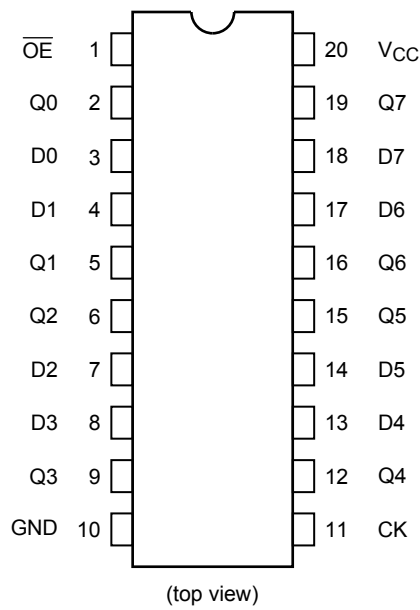 O̅E̅ 1 20 VCC
Q0 2 19 Q7
D0 3 18 D7
D1 4 17 D6
Q1 5 16 Q6
Q2 6 15 Q5
D2 7 14 D5
D3 8 13 D4
Q3 9 12 Q4
GND 10 11 CK
(top view)